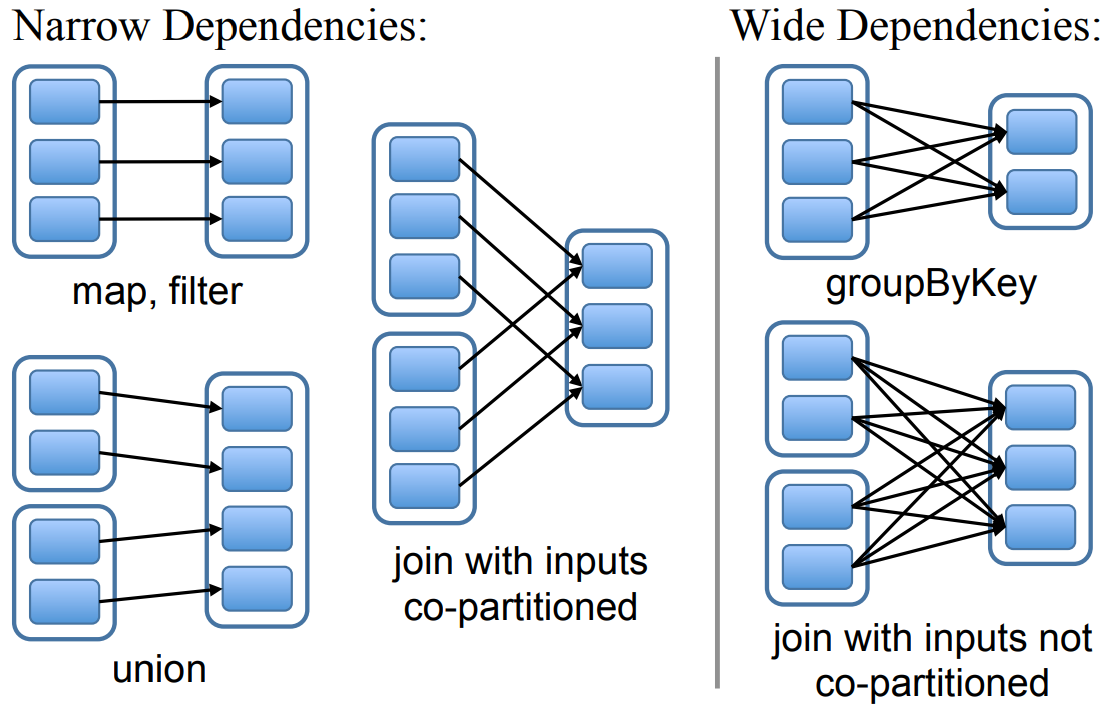 Narrow Dependencies:
Wide Dependencies:
map, filter
union
join with inputs
co-partitioned
groupByKey
join with inputs not
co-partitioned